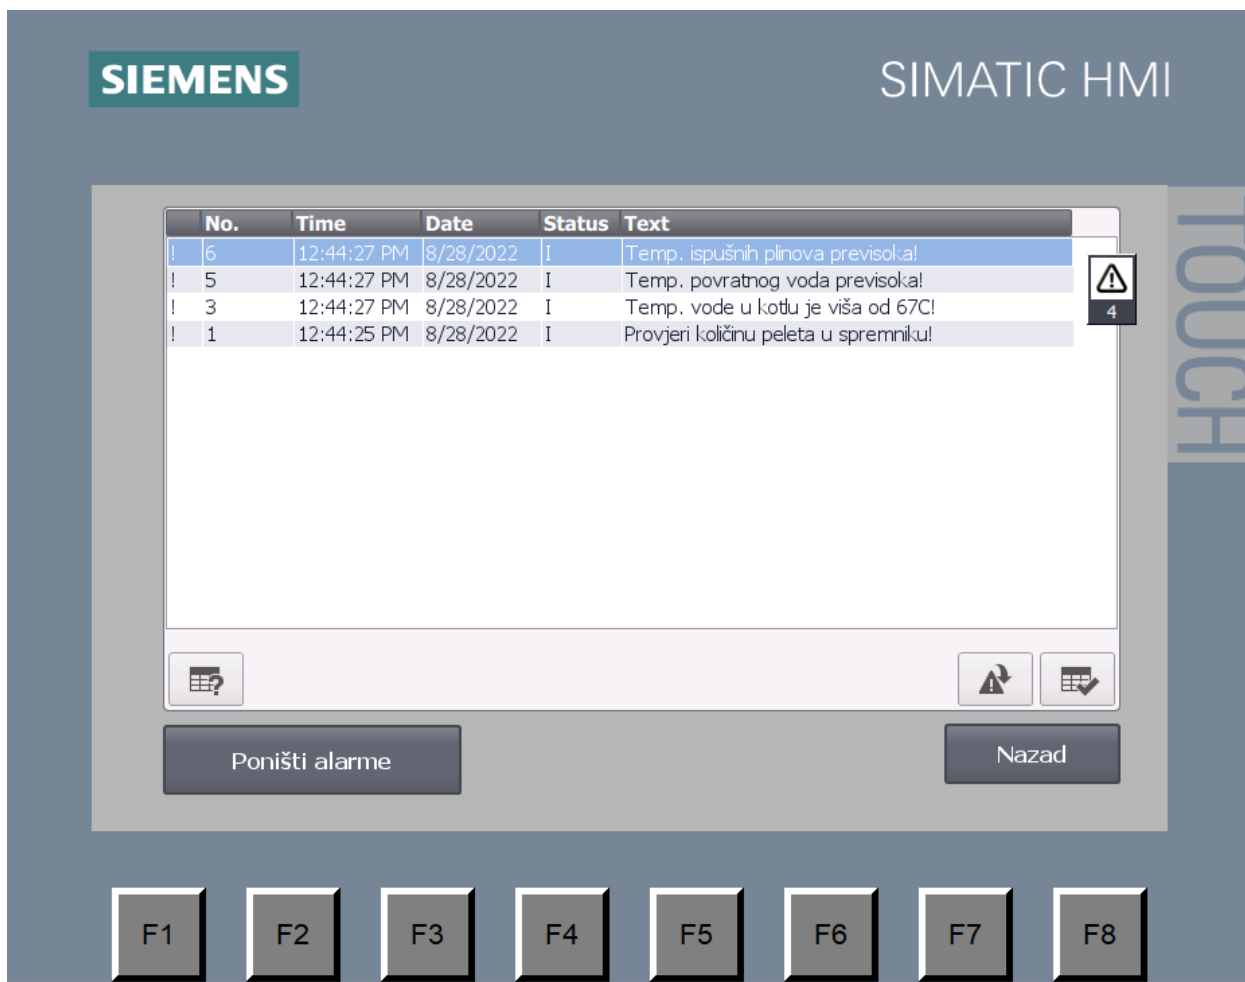 SIEMENS
SIMATIC HMI
TOUCH
No. Time Date Status Text
! 6 12:44:27 PM 8/28/2022 I Temp. ispušnih plinova previsoka!
! 5 12:44:27 PM 8/28/2022 I Temp. povratnog voda previsoka!
! 3 12:44:27 PM 8/28/2022 I Temp. vode u kotlu je viša od 67C!
! 1 12:44:25 PM 8/28/2022 I Provjeri količinu peleta u spremniku!
4
Poništi alarme
Nazad
F1 F2 F3 F4 F5 F6 F7 F8